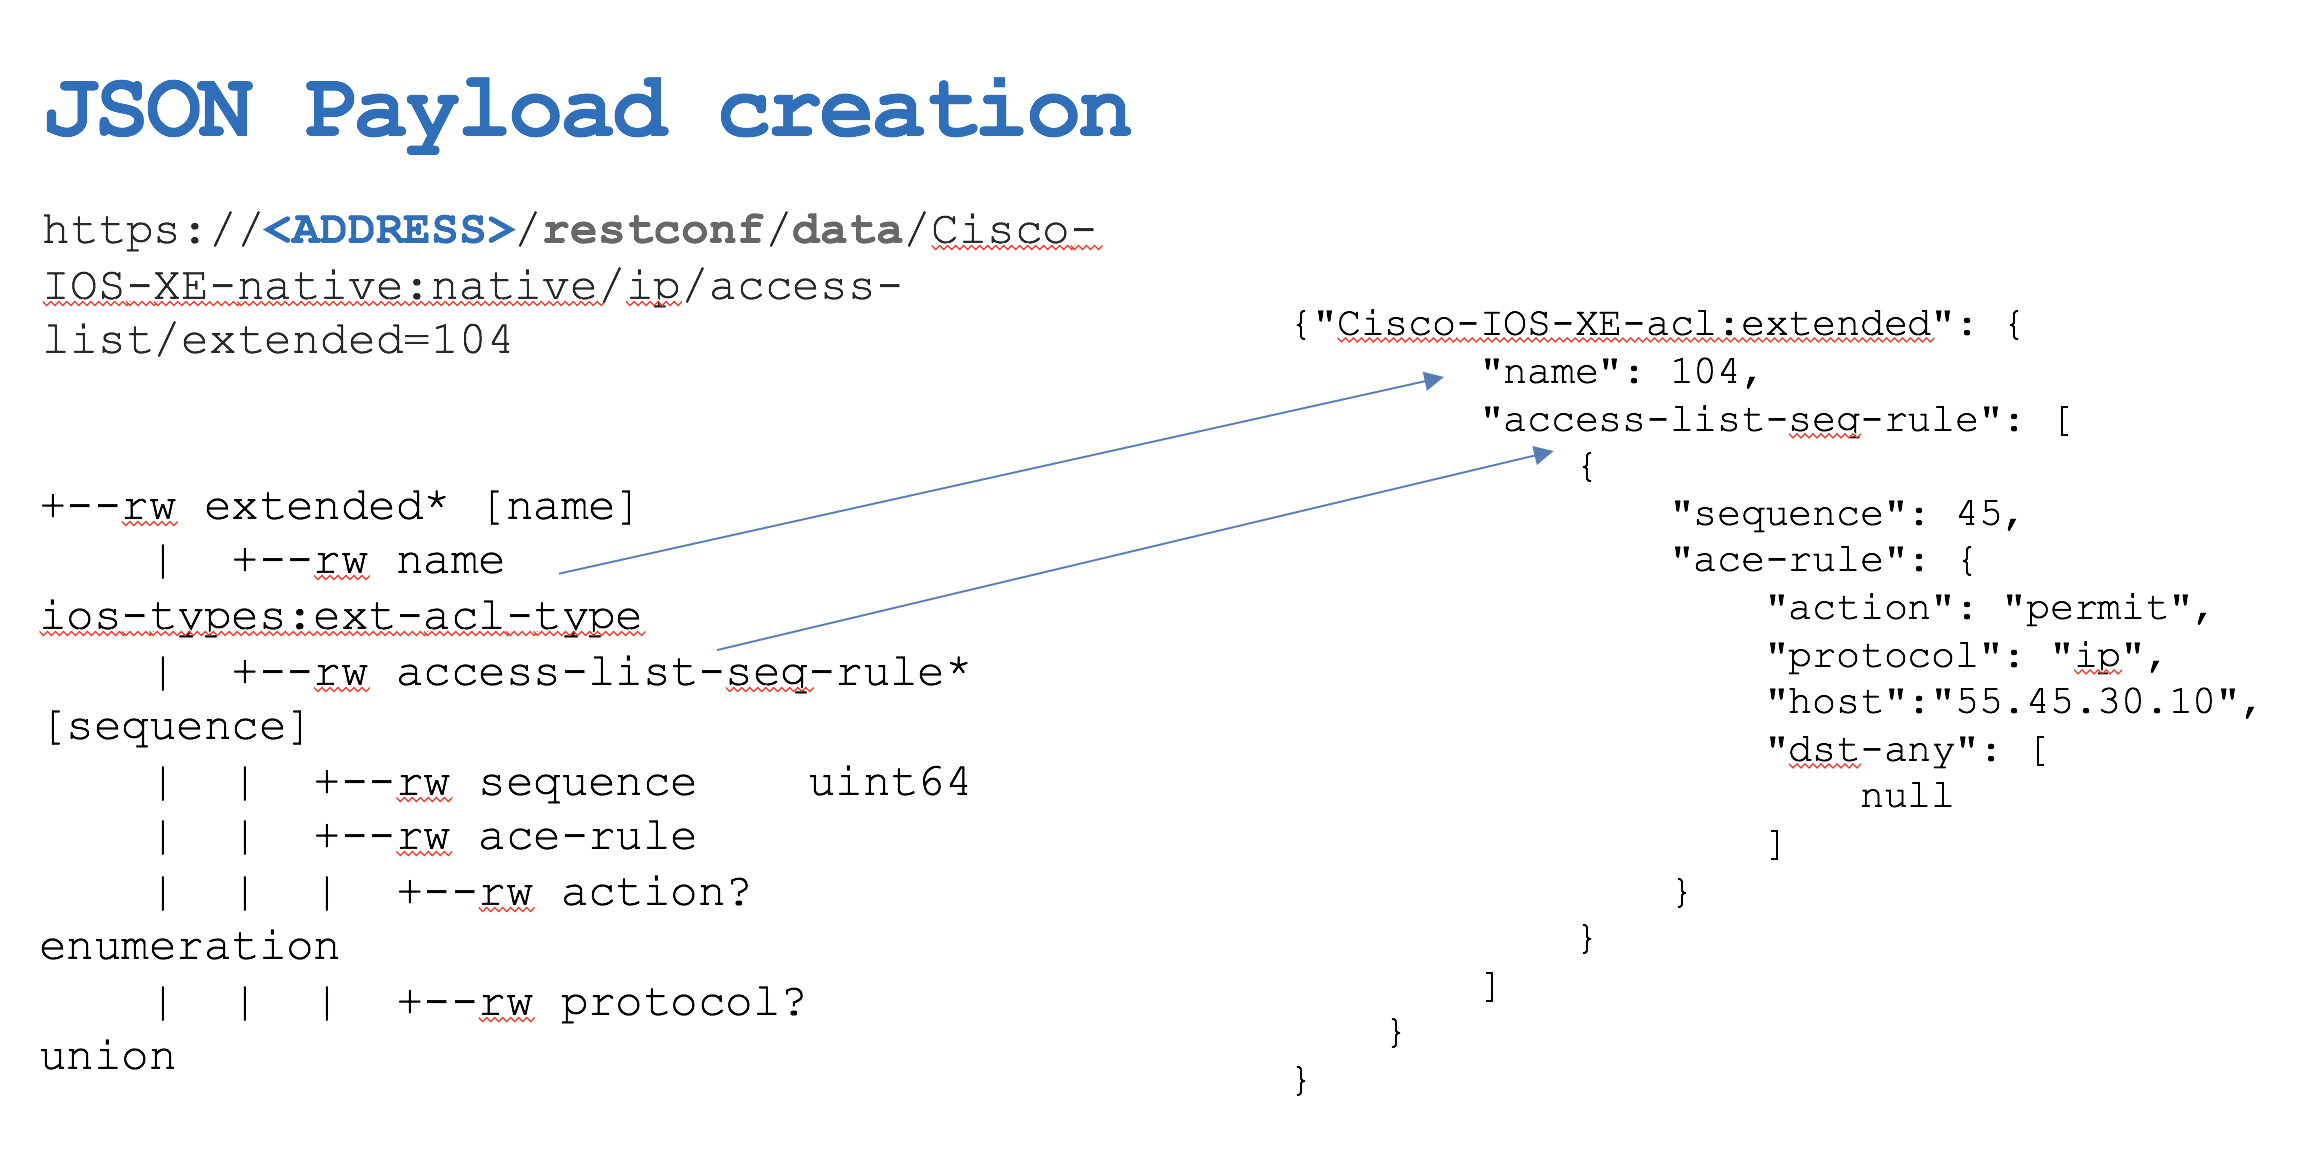 JSON Payload creation
https://<ADDRESS>/restconf/data/Cisco-
IOS-XE-native:native/ip/access-
list/extended=104
+--rw extended* [name]
| +--rw name
ios-types:ext-acl-type
| +--rw access-list-seq-rule*
[sequence]
| | +--rw sequence uint64
| | +--rw ace-rule
| | | +--rw action?
enumeration
| | | +--rw protocol?
union
{"Cisco-IOS-XE-acl:extended": {
"name": 104,
"access-list-seq-rule": [
{
"sequence": 45,
"ace-rule": {
"action": "permit",
"protocol": "ip",
"host":"55.45.30.10",
"dst-any": [
null
]
}
}
]
}
}